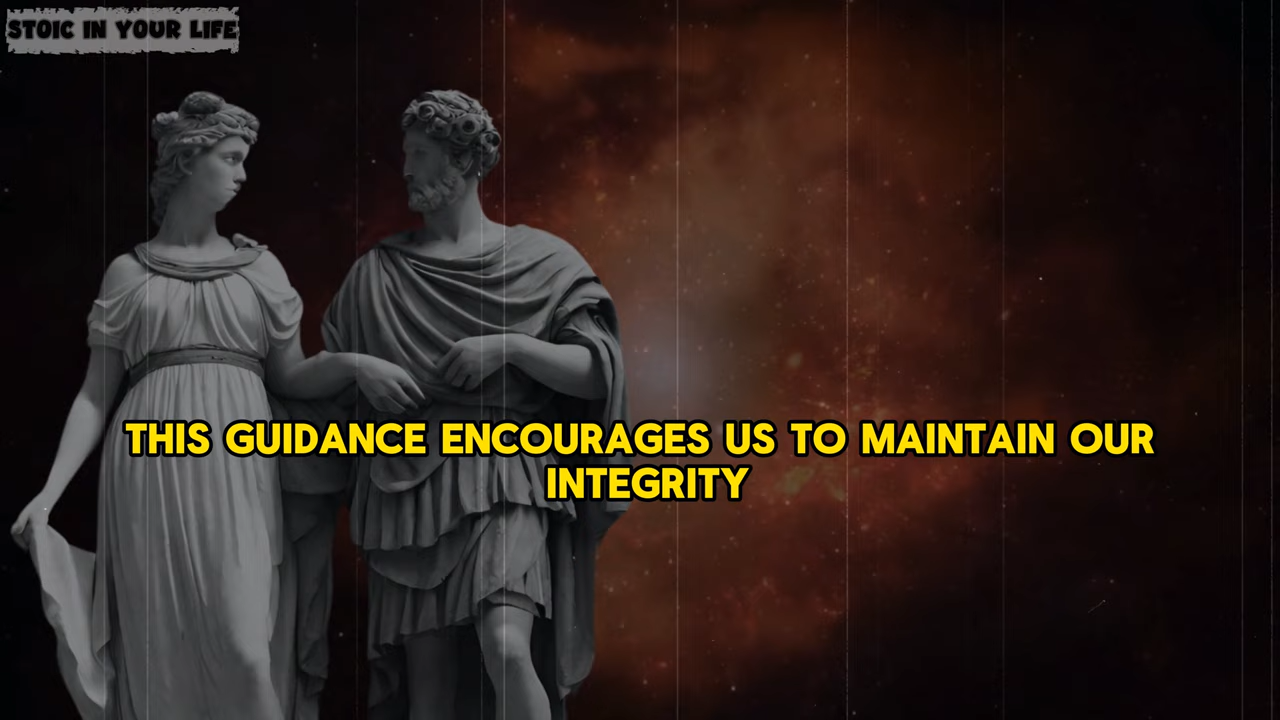 STOIC IN YOUR LIFE
THIS GUIDANCE ENCOURAGES US TO MAINTAIN OUR
INTEGRITY